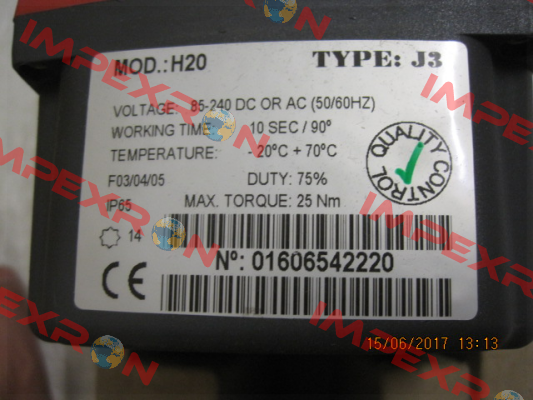 MOD.: H20 TYPE: J3
VOLTAGE: 85-240 DC OR AC (50/60HZ)
WORKING TIME: 10 SEC / 90º
TEMPERATURE: - 20ºC + 70ºC
F03/04/05 DUTY: 75%
IP65 MAX. TORQUE: 25 Nm
14
QUALITY CONTROL
Nº: 01606542220
CE
15/06/2017 13:13
IMPEXRON
IMPEXRON
IMPEXRON
IMPEXRON